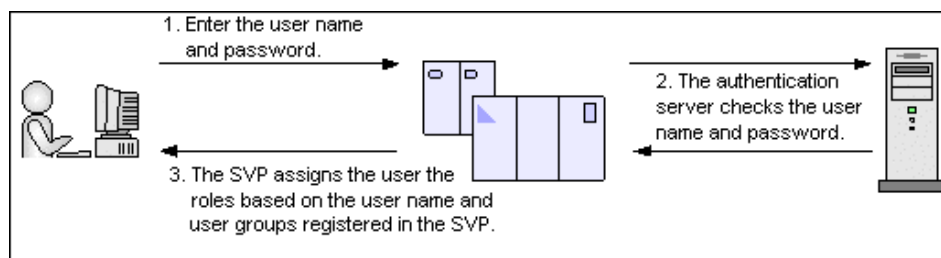 1. Enter the user name
and password.
2. The authentication
server checks the user
name and password.
3. The SVP assigns the user the
roles based on the user name and
user groups registered in the SVP.